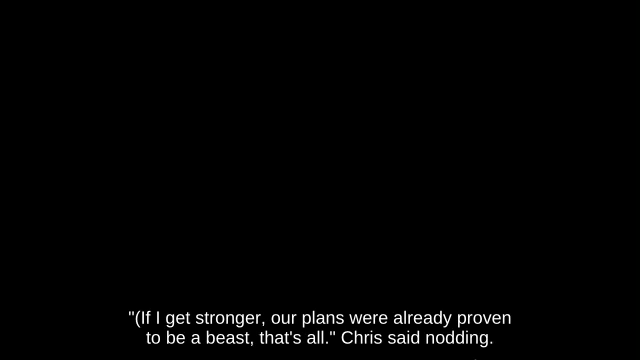 "(If I get stronger, our plans were already proven
to be a beast, that's all." Chris said nodding.